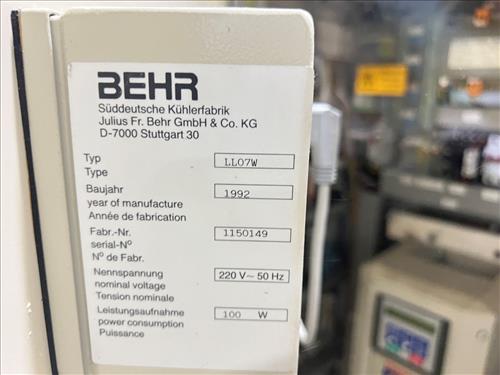 BEHR
Süddeutsche Kühlerfabrik
Julius Fr. Behr GmbH & Co. KG
D-7000 Stuttgart 30
Typ
Type
LL07W
Baujahr
year of manufacture
Année de fabrication
1992
Fabr.-Nr.
serial-Nº
Nº de Fabr.
1150149
Nennspannung
nominal voltage
Tension nominale
220 V~ 50 Hz
Leistungsaufnahme
power consumption
Puissance
100 W